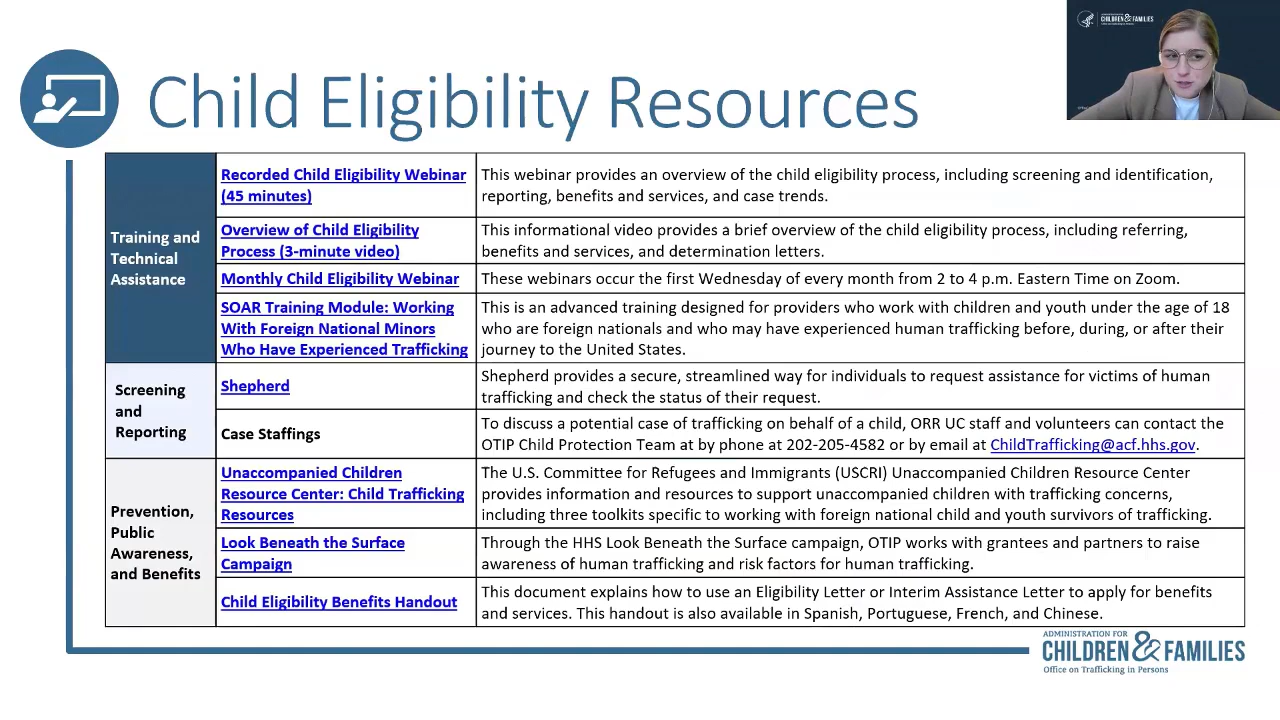 ADMINISTRATION FOR
CHILDREN & FAMILIES
Child Eligibility Resources
Training and
Technical
Assistance
Recorded Child Eligibility Webinar
(45 minutes)
This webinar provides an overview of the child eligibility process, including screening and identification,
reporting, benefits and services, and case trends.
Overview of Child Eligibility
Process (3-minute video)
This informational video provides a brief overview of the child eligibility process, including referring,
benefits and services, and determination letters.
Monthly Child Eligibility Webinar
These webinars occur the first Wednesday of every month from 2 to 4 p.m. Eastern Time on Zoom.
SOAR Training Module: Working
With Foreign National Minors
Who Have Experienced Trafficking
This is an advanced training designed for providers who work with children and youth under the age of 18
who are foreign nationals and who may have experienced human trafficking before, during, or after their
journey to the United States.
Screening
and
Reporting
Shepherd
Shepherd provides a secure, streamlined way for individuals to request assistance for victims of human
trafficking and check the status of their request.
Case Staffings
To discuss a potential case of trafficking on behalf of a child, ORR UC staff and volunteers can contact the
OTIP Child Protection Team at by phone at 202-205-4582 or by email at ChildTrafficking@acf.hhs.gov.
Prevention,
Public
Awareness,
and Benefits
Unaccompanied Children
Resource Center: Child Trafficking
Resources
The U.S. Committee for Refugees and Immigrants (USCRI) Unaccompanied Children Resource Center
provides information and resources to support unaccompanied children with trafficking concerns,
including three toolkits specific to working with foreign national child and youth survivors of trafficking.
Look Beneath the Surface
Campaign
Through the HHS Look Beneath the Surface campaign, OTIP works with grantees and partners to raise
awareness of human trafficking and risk factors for human trafficking.
Child Eligibility Benefits Handout
This document explains how to use an Eligibility Letter or Interim Assistance Letter to apply for benefits
and services. This handout is also available in Spanish, Portuguese, French, and Chinese.
ADMINISTRATION FOR
CHILDREN & FAMILIES
Office on Trafficking in Persons